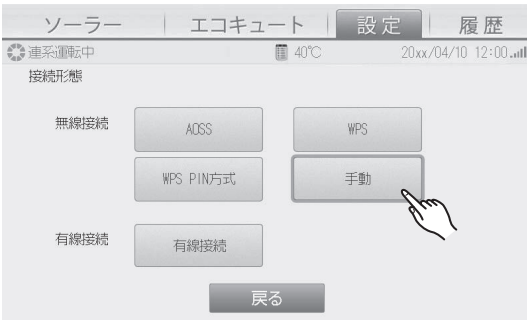 ソーラー エコキュート 設定 履歴
連系運転中 40℃ 20xx/04/10 12:00
接続形態
無線接続 AOSS WPS
WPS PIN方式 手動
有線接続 有線接続
戻る